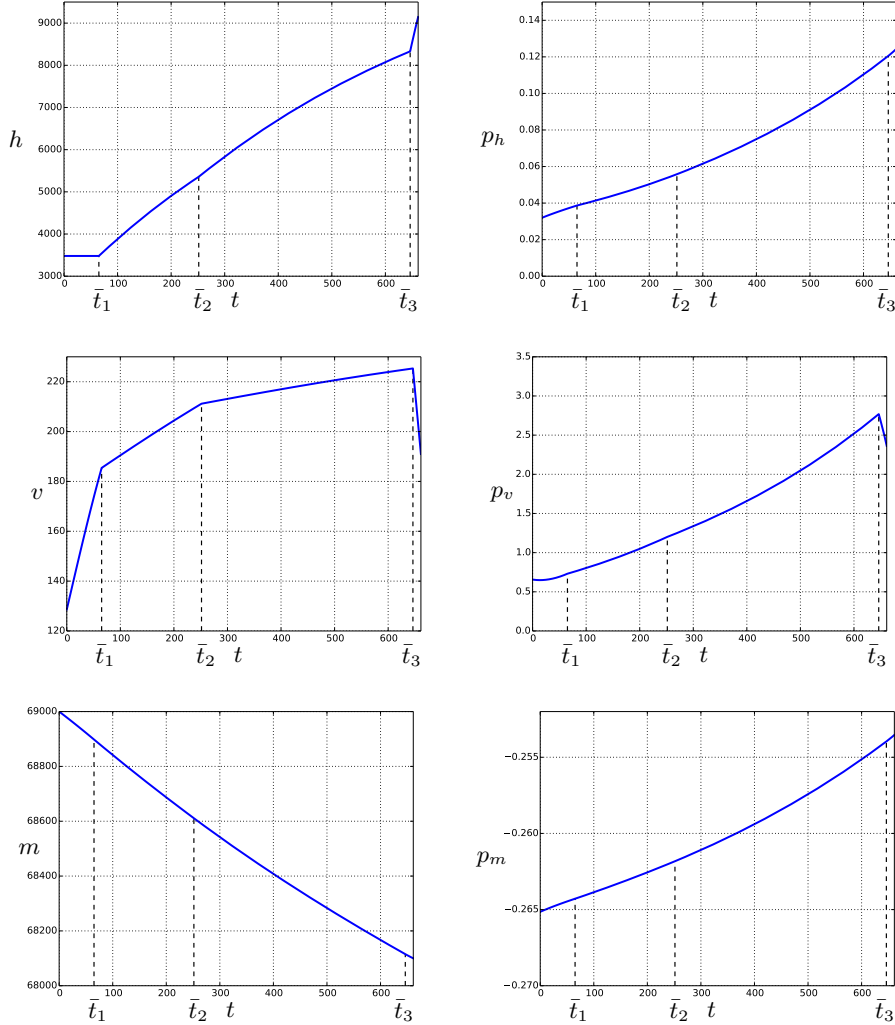 9000
8000
7000
6000
5000
4000
3000
h
0 100 200 300 400 500 600
t̄₁ t̄₂ t t̄₃
0.14
0.12
0.10
0.08
0.06
0.04
0.02
0.00
pₕ
0 100 200 300 400 500 600
t̄₁ t̄₂ t t̄₃
220
200
180
160
140
120
v
0 100 200 300 400 500 600
t̄₁ t̄₂ t t̄₃
3.5
3.0
2.5
2.0
1.5
1.0
0.5
0.0
pᵥ
0 100 200 300 400 500 600
t̄₁ t̄₂ t t̄₃
69000
68800
68600
68400
68200
68000
m
0 100 200 300 400 500 600
t̄₁ t̄₂ t t̄₃
−0.255
−0.260
−0.265
−0.270
pₘ
0 100 200 300 400 500 600
t̄₁ t̄₂ t t̄₃